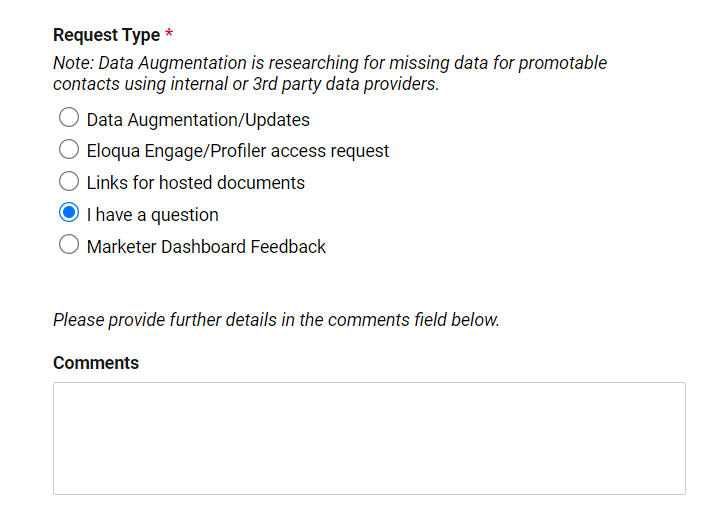 Request Type *
Note: Data Augmentation is researching for missing data for promotable
contacts using internal or 3rd party data providers.
Data Augmentation/Updates
Eloqua Engage/Profiler access request
Links for hosted documents
I have a question
Marketer Dashboard Feedback
Please provide further details in the comments field below.
Comments